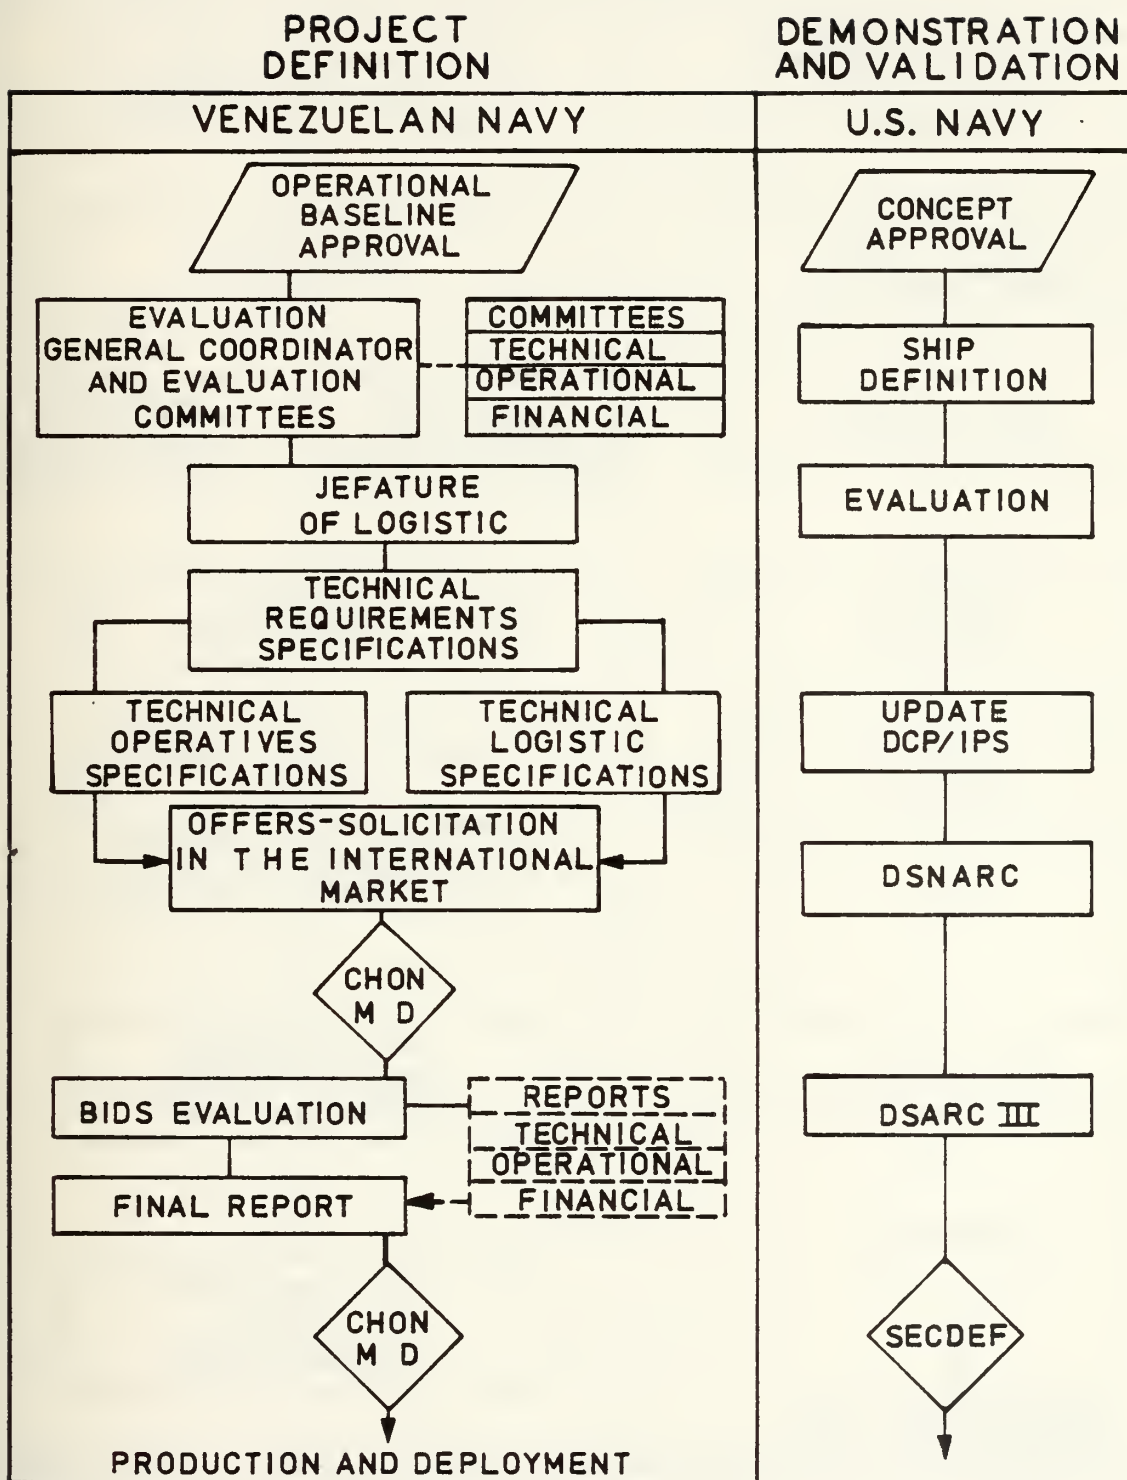 PROJECT
DEFINITION
DEMONSTRATION
AND VALIDATION
VENEZUELAN NAVY
U.S. NAVY
OPERATIONAL
BASELINE
APPROVAL
EVALUATION
GENERAL COORDINATOR
AND EVALUATION
COMMITTEES
COMMITTEES
TECHNICAL
OPERATIONAL
FINANCIAL
JEFATURE
OF LOGISTIC
TECHNICAL
REQUIREMENTS
SPECIFICATIONS
TECHNICAL
OPERATIVES
SPECIFICATIONS
TECHNICAL
LOGISTIC
SPECIFICATIONS
OFFERS-SOLICITATION
IN THE INTERNATIONAL
MARKET
CHON
M D
BIDS EVALUATION
REPORTS
TECHNICAL
OPERATIONAL
FINANCIAL
FINAL REPORT
CHON
M D
PRODUCTION AND DEPLOYMENT
CONCEPT
APPROVAL
SHIP
DEFINITION
EVALUATION
UPDATE
DCP/IPS
DSNARC
DSARC III
SECDEF